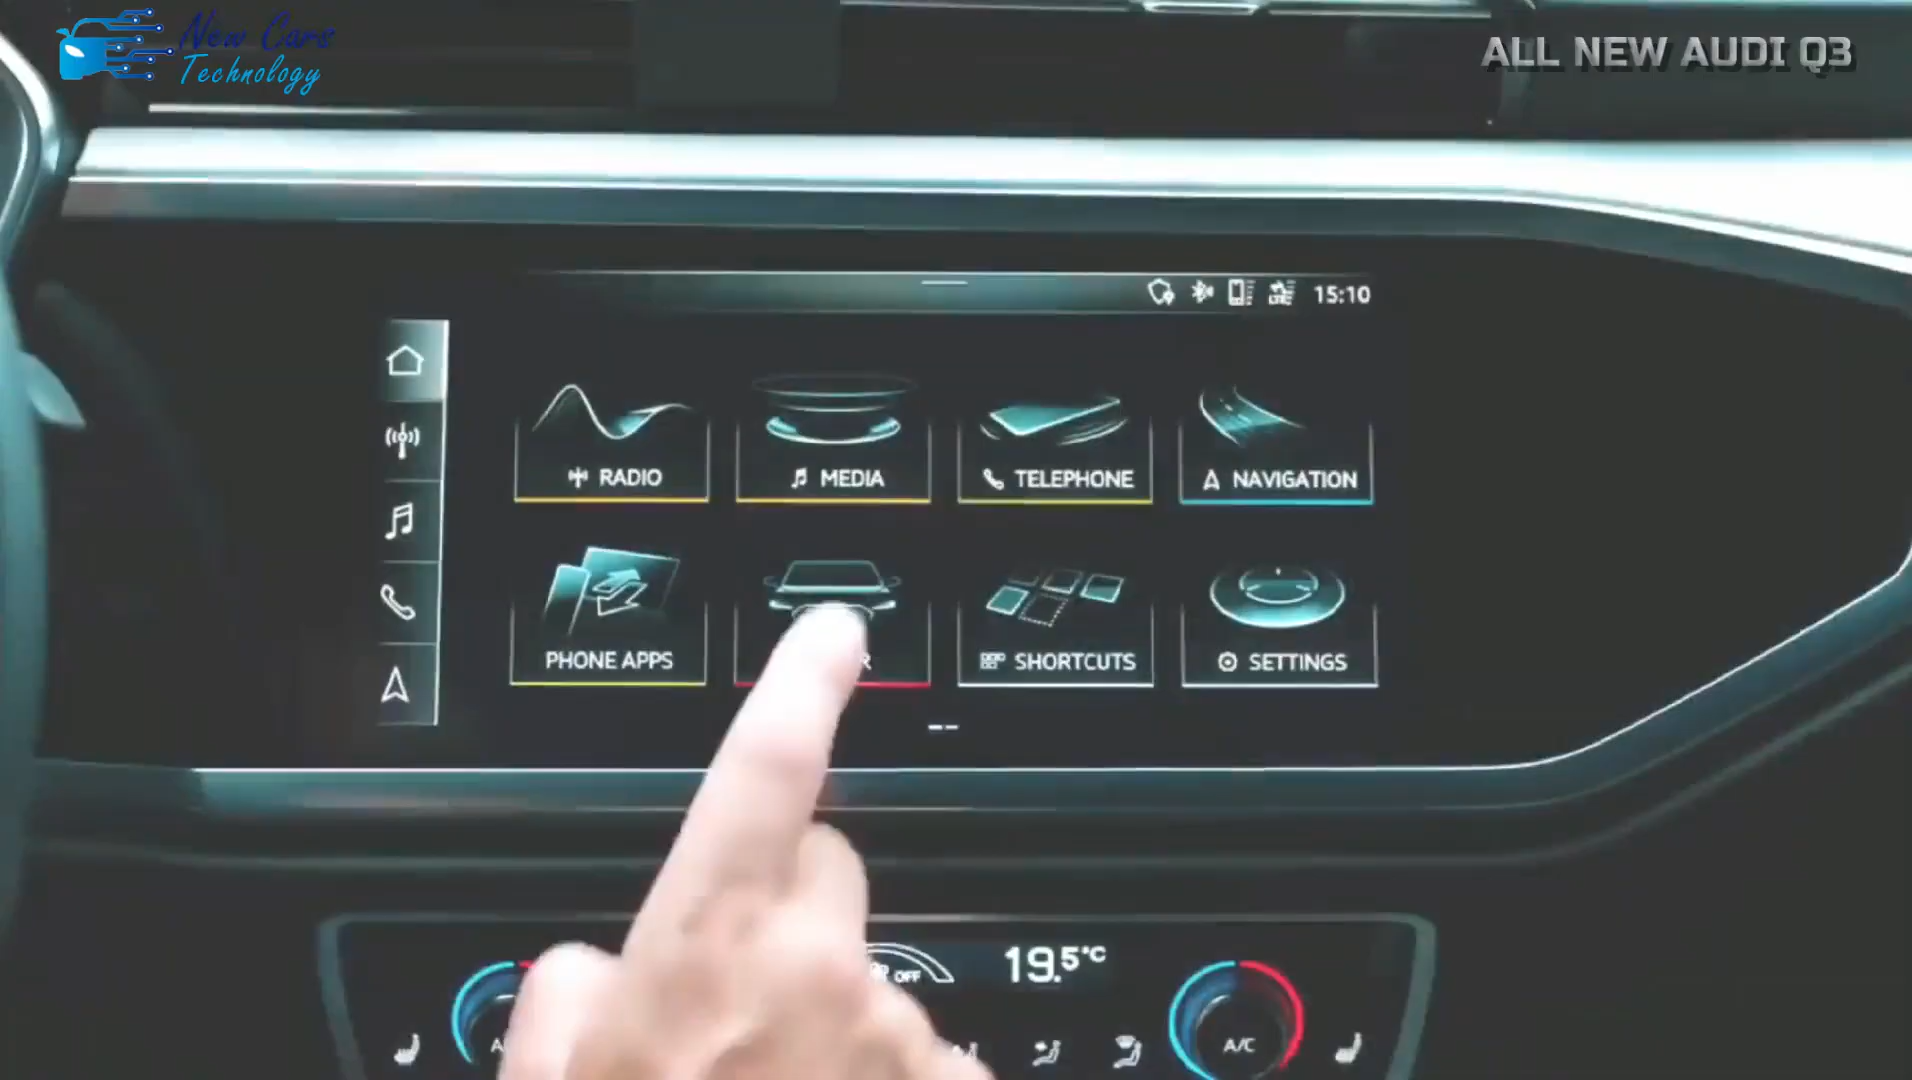 New Cars
Technology
ALL NEW AUDI Q3
LTE 15:10
RADIO
MEDIA
TELEPHONE
NAVIGATION
PHONE APPS
SHORTCUTS
SETTINGS
OFF
19.5°C
A/C